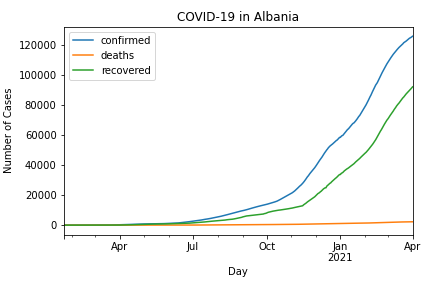 COVID-19 in Albania
confirmed
deaths
recovered
Number of Cases
120000
100000
80000
60000
40000
20000
0
Apr
Jul
Oct
Jan
2021
Apr
Day